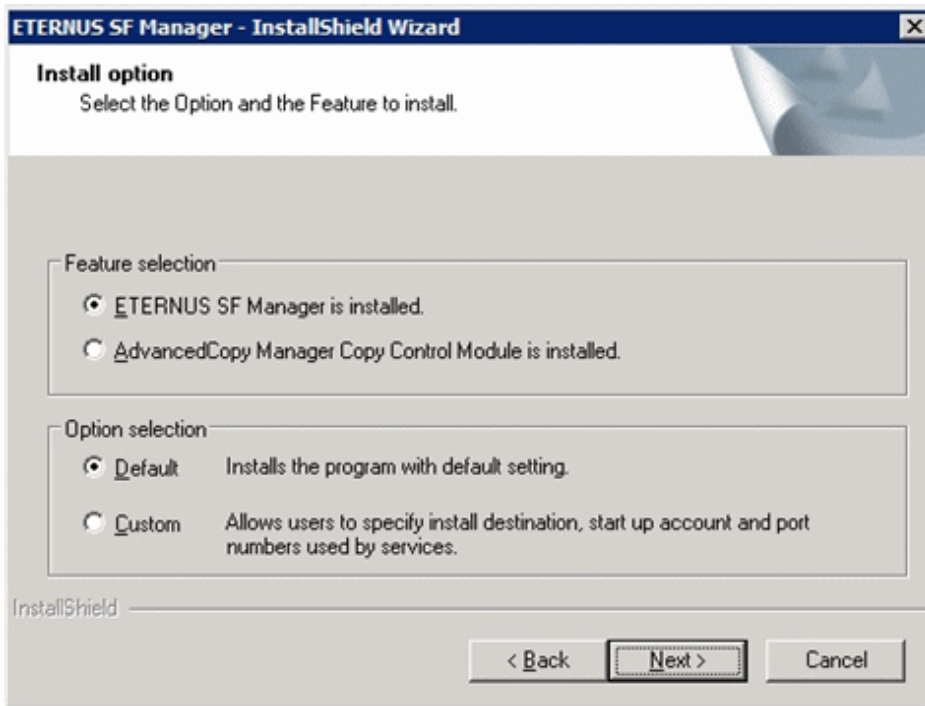 ETERNUS SF Manager - InstallShield Wizard
Install option
Select the Option and the Feature to install.
Feature selection
ETERNUS SF Manager is installed.
AdvancedCopy Manager Copy Control Module is installed.
Option selection
Default Installs the program with default setting.
Custom Allows users to specify install destination, start up account and port
numbers used by services.
InstallShield
< Back Next > Cancel